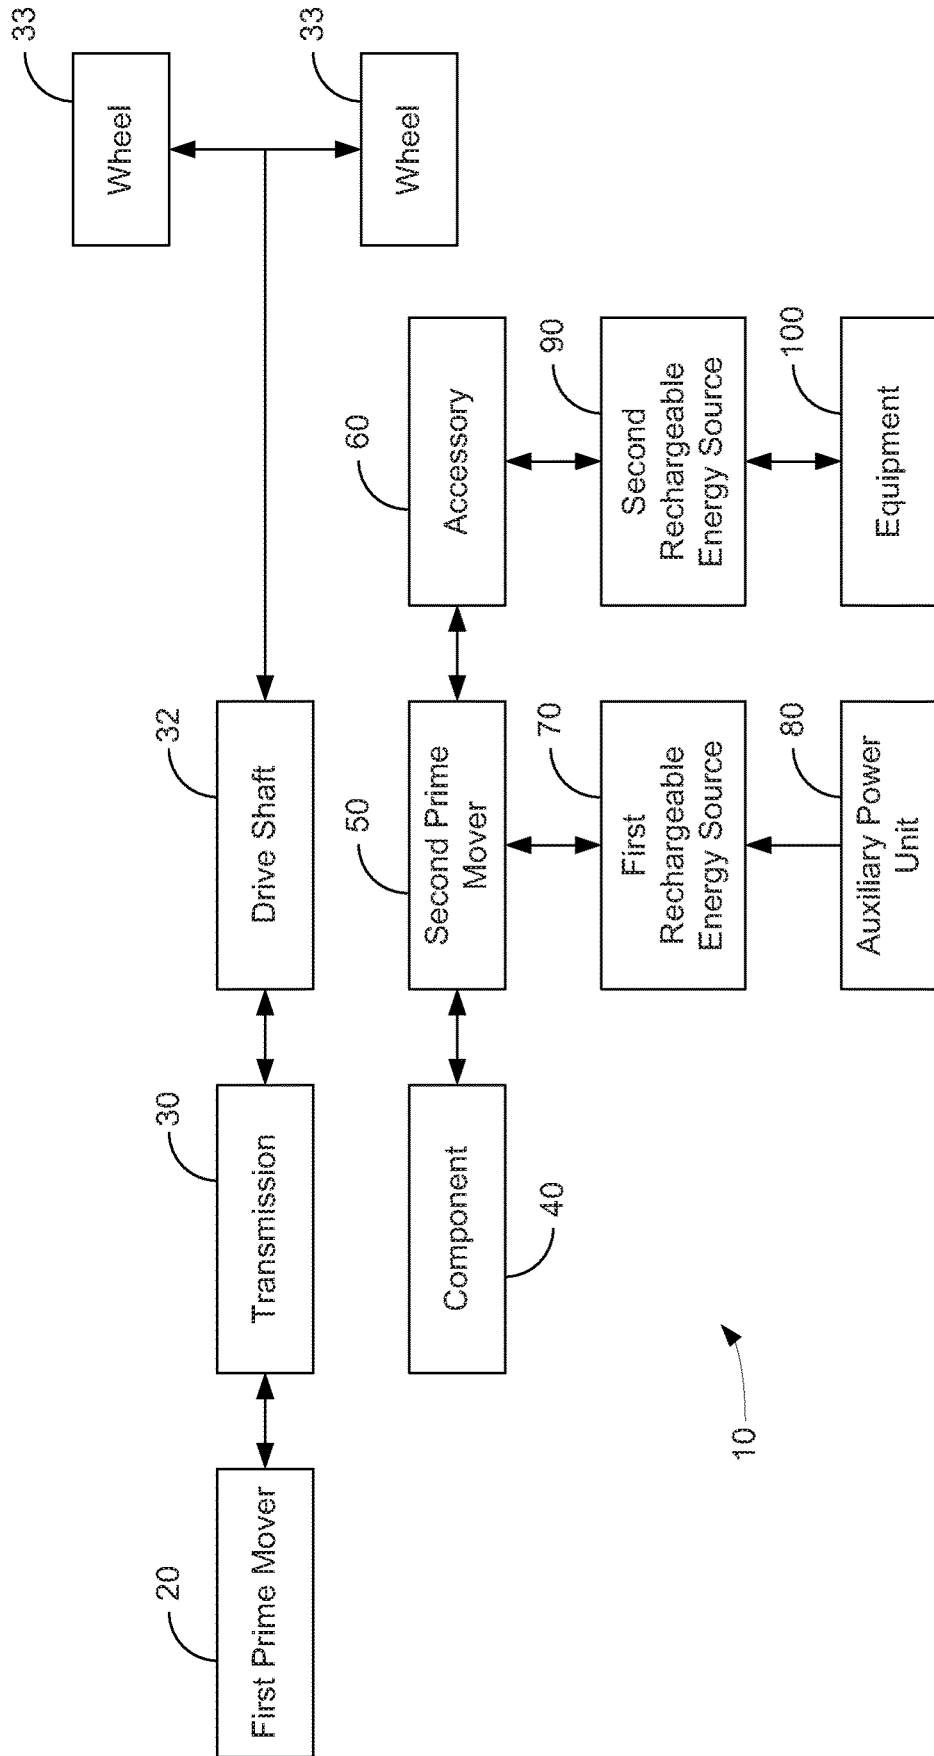 20
First Prime Mover
30
Transmission
32
Drive Shaft
33
Wheel
33
Wheel
40
Component
50
Second Prime
Mover
60
Accessory
70
First
Rechargeable
Energy Source
90
Second
Rechargeable
Energy Source
80
Auxiliary Power
Unit
100
Equipment
10